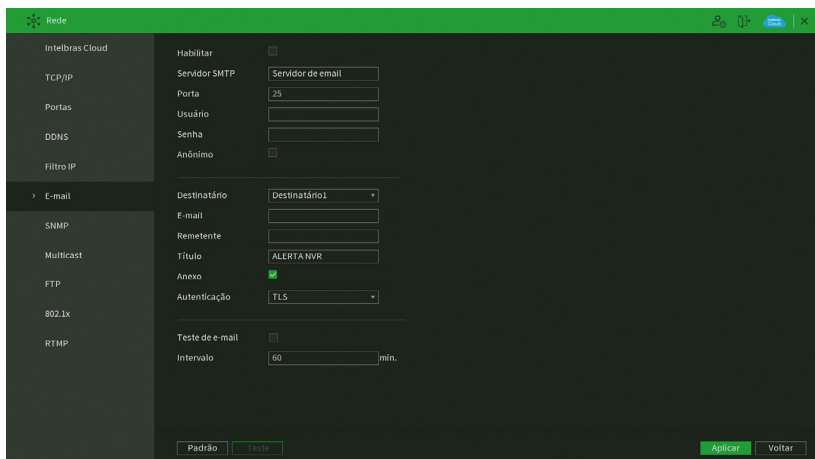 Rede
Intelbras Cloud
TCP/IP
Portas
DDNS
Filtro IP
> E-mail
SNMP
Multicast
FTP
802.1x
RTMP
Habilitar
Servidor SMTP Servidor de email
Porta 25
Usuário
Senha
Anônimo
Destinatário Destinatário1
E-mail
Remetente
Título ALERTA NVR
Anexo
Autenticação TLS
Teste de e-mail
Intervalo 60 min.
Padrão Teste Aplicar Voltar